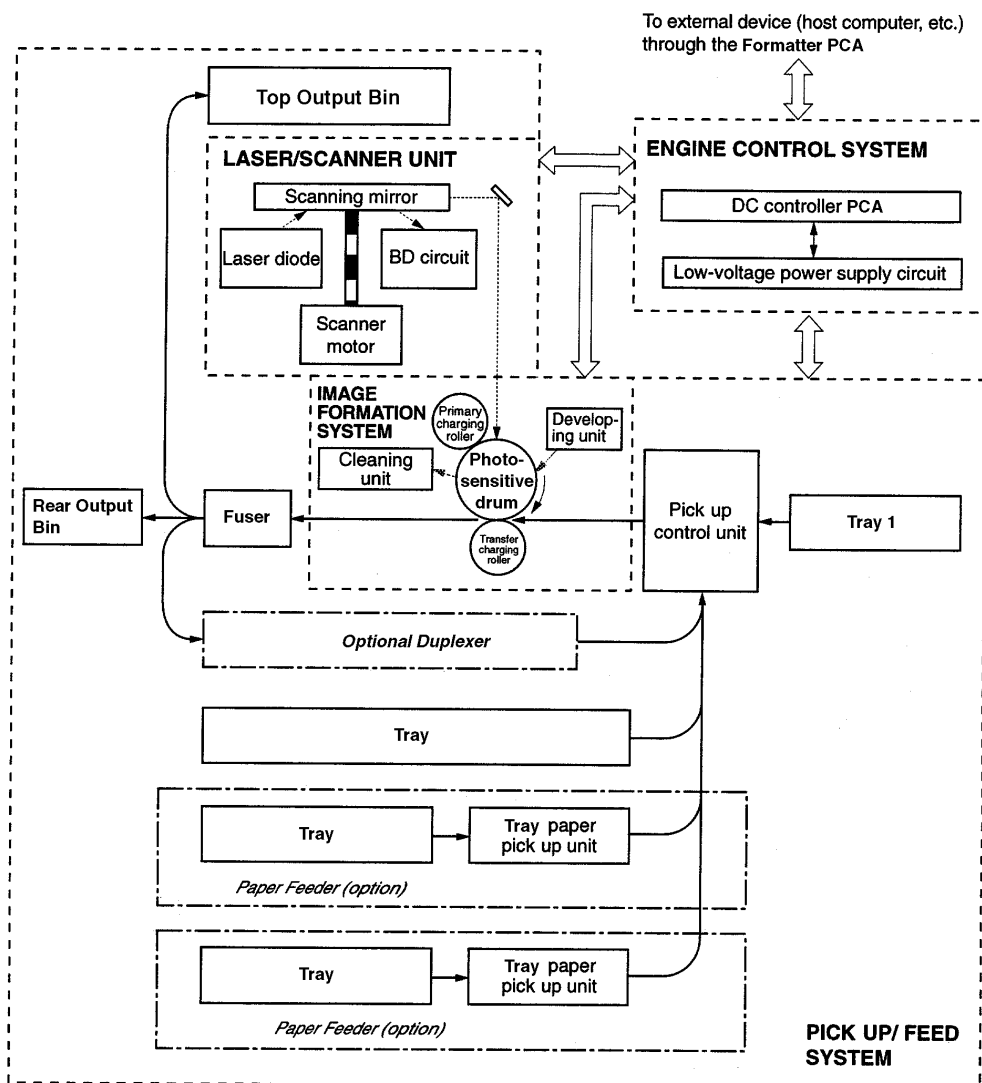 To external device (host computer, etc.)
through the Formatter PCA
Top Output Bin
LASER/SCANNER UNIT
Scanning mirror
Laser diode
BD circuit
Scanner
motor
ENGINE CONTROL SYSTEM
DC controller PCA
Low-voltage power supply circuit
IMAGE
FORMATION
SYSTEM
Primary
charging
roller
Develop-
ing unit
Cleaning
unit
Photo-
sensitive
drum
Transfer
charging
roller
Rear Output
Bin
Fuser
Pick up
control unit
Tray 1
Optional Duplexer
Tray
Tray
Tray paper
pick up unit
Paper Feeder (option)
Tray
Tray paper
pick up unit
Paper Feeder (option)
PICK UP/ FEED
SYSTEM